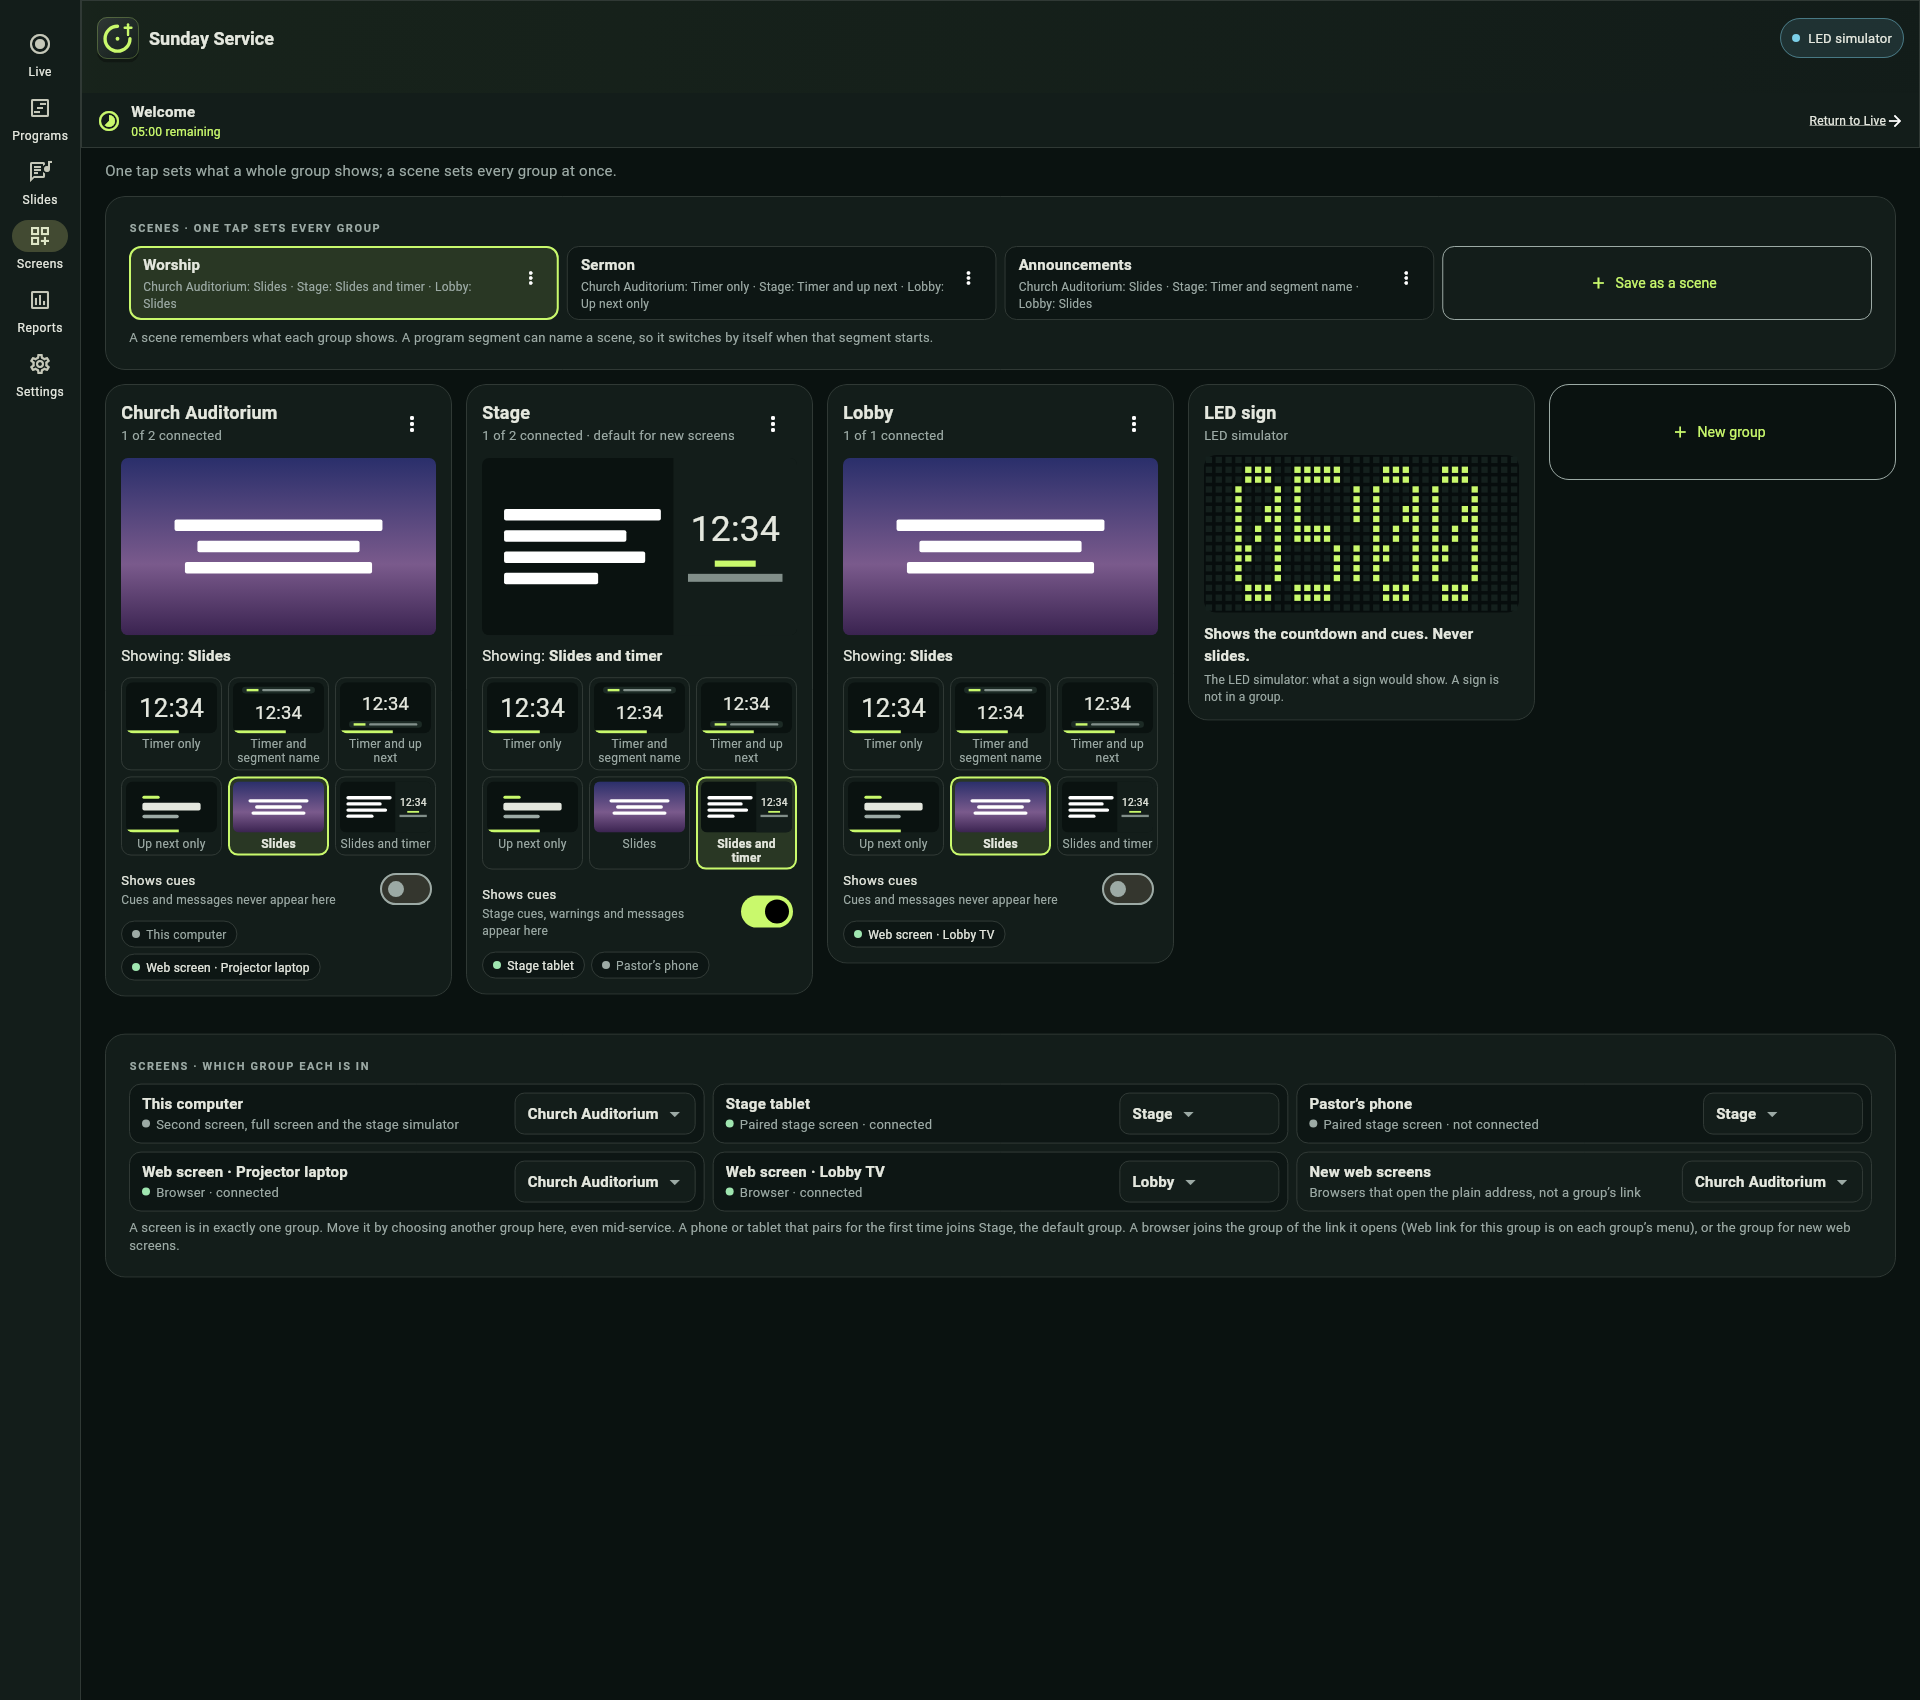 Sunday Service
LED simulator
Live
Programs
Slides
Screens
Reports
Settings
Welcome
05:00 remaining
Return to Live
One tap sets what a whole group shows; a scene sets every group at once.
SCENES · ONE TAP SETS EVERY GROUP
Worship
Church Auditorium: Slides · Stage: Slides and timer · Lobby:
Slides
Sermon
Church Auditorium: Timer only · Stage: Timer and up next · Lobby:
Up next only
Announcements
Church Auditorium: Slides · Stage: Timer and segment name ·
Lobby: Slides
+ Save as a scene
A scene remembers what each group shows. A program segment can name a scene, so it switches by itself when that segment starts.
Church Auditorium
1 of 2 connected
Showing: Slides
12:34
Timer only
12:34
Timer and
segment name
12:34
Timer and up
next
Up next only
Slides
12:34
Slides and timer
Shows cues
Cues and messages never appear here
This computer
Web screen · Projector laptop
Stage
1 of 2 connected · default for new screens
12:34
Showing: Slides and timer
12:34
Timer only
12:34
Timer and
segment name
12:34
Timer and up
next
Up next only
Slides
12:34
Slides and
timer
Shows cues
Stage cues, warnings and messages
appear here
Stage tablet
Pastor’s phone
Lobby
1 of 1 connected
Showing: Slides
12:34
Timer only
12:34
Timer and
segment name
12:34
Timer and up
next
Up next only
Slides
12:34
Slides and timer
Shows cues
Cues and messages never appear here
Web screen · Lobby TV
LED sign
LED simulator
05:00
Shows the countdown and cues. Never
slides.
The LED simulator: what a sign would show. A sign is
not in a group.
+ New group
SCREENS · WHICH GROUP EACH IS IN
This computer
Second screen, full screen and the stage simulator
Church Auditorium
Stage tablet
Paired stage screen · connected
Stage
Pastor’s phone
Paired stage screen · not connected
Stage
Web screen · Projector laptop
Browser · connected
Church Auditorium
Web screen · Lobby TV
Browser · connected
Lobby
New web screens
Browsers that open the plain address, not a group’s link
Church Auditorium
A screen is in exactly one group. Move it by choosing another group here, even mid-service. A phone or tablet that pairs for the first time joins Stage, the default group. A browser joins the group of the link it opens (Web link for this group is on each group’s menu), or the group for new web
screens.